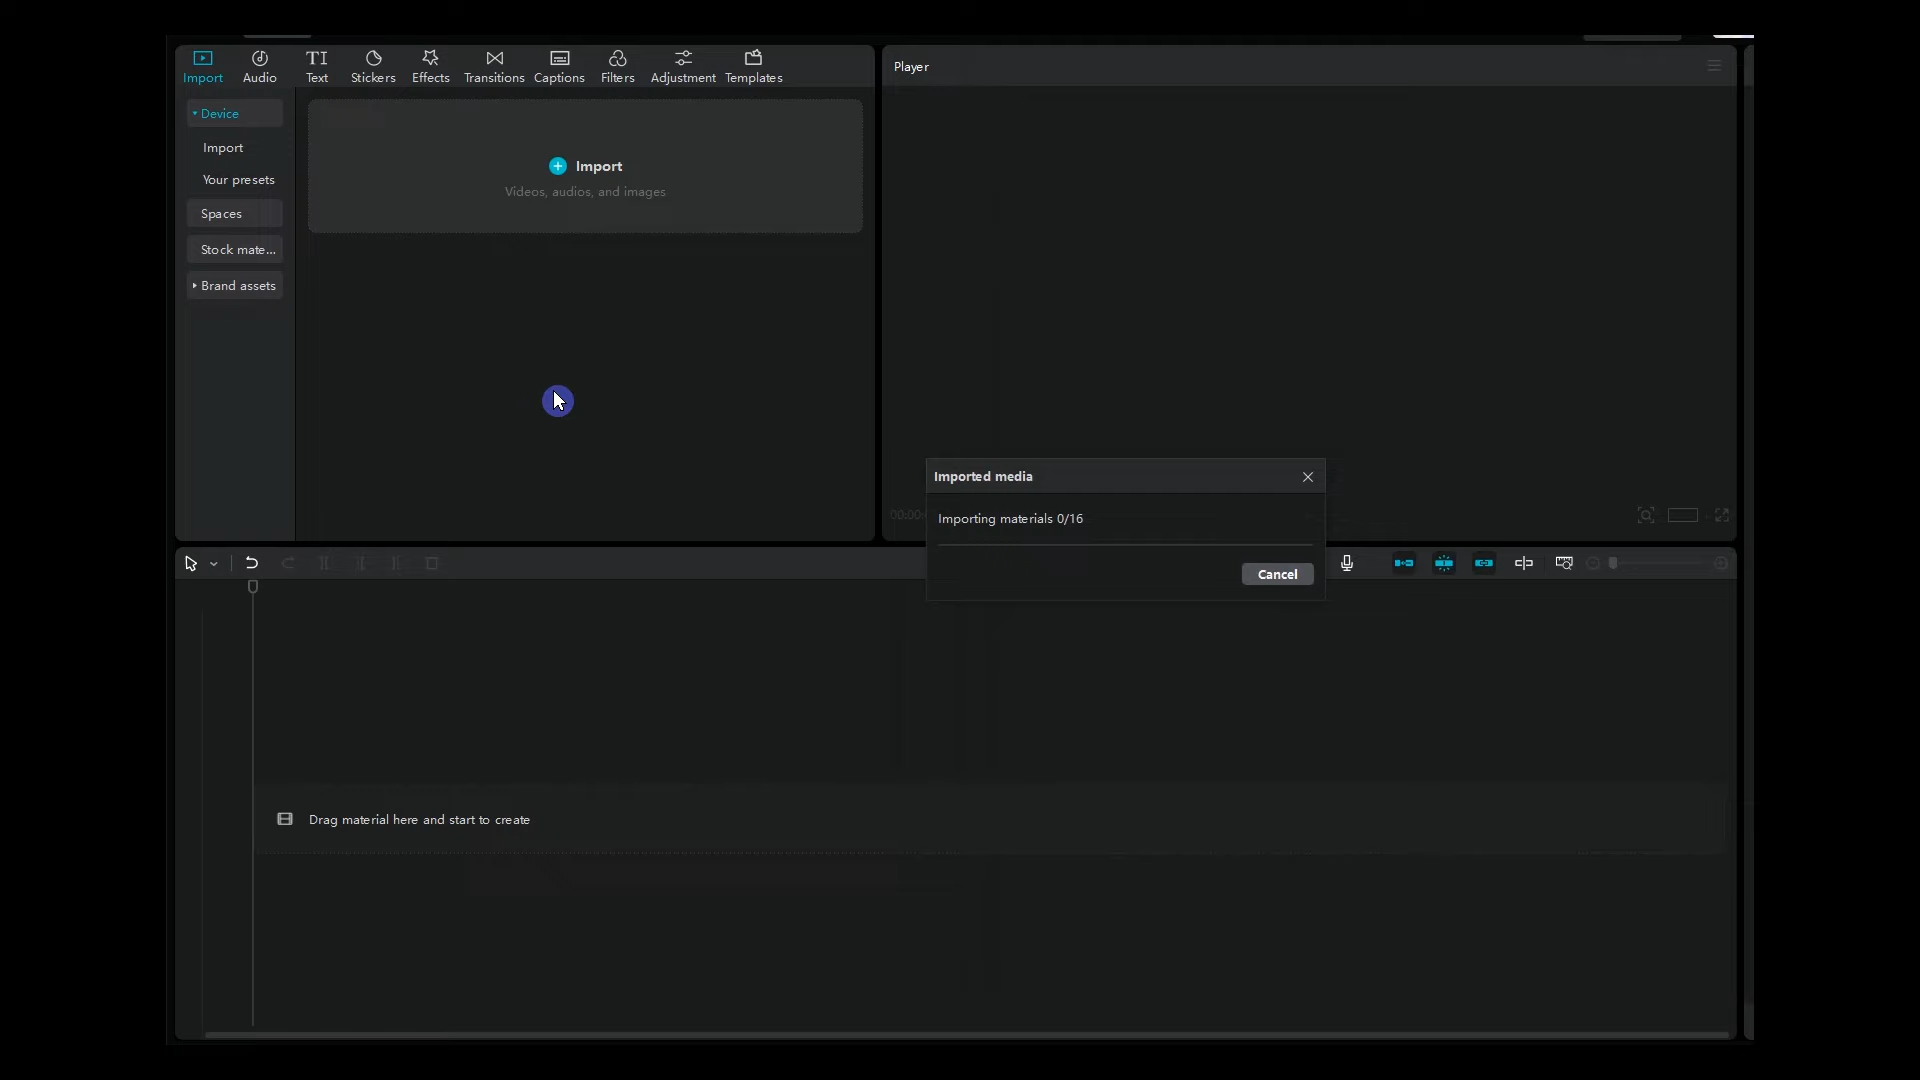 Import
Audio
Text
Stickers
Effects
Transitions
Captions
Filters
Adjustment
Templates
Player
Device
Import
Your presets
Spaces
Stock mate...
Brand assets
Import
Videos, audios, and images
Imported media
Importing materials 0/16
Cancel
Drag material here and start to create